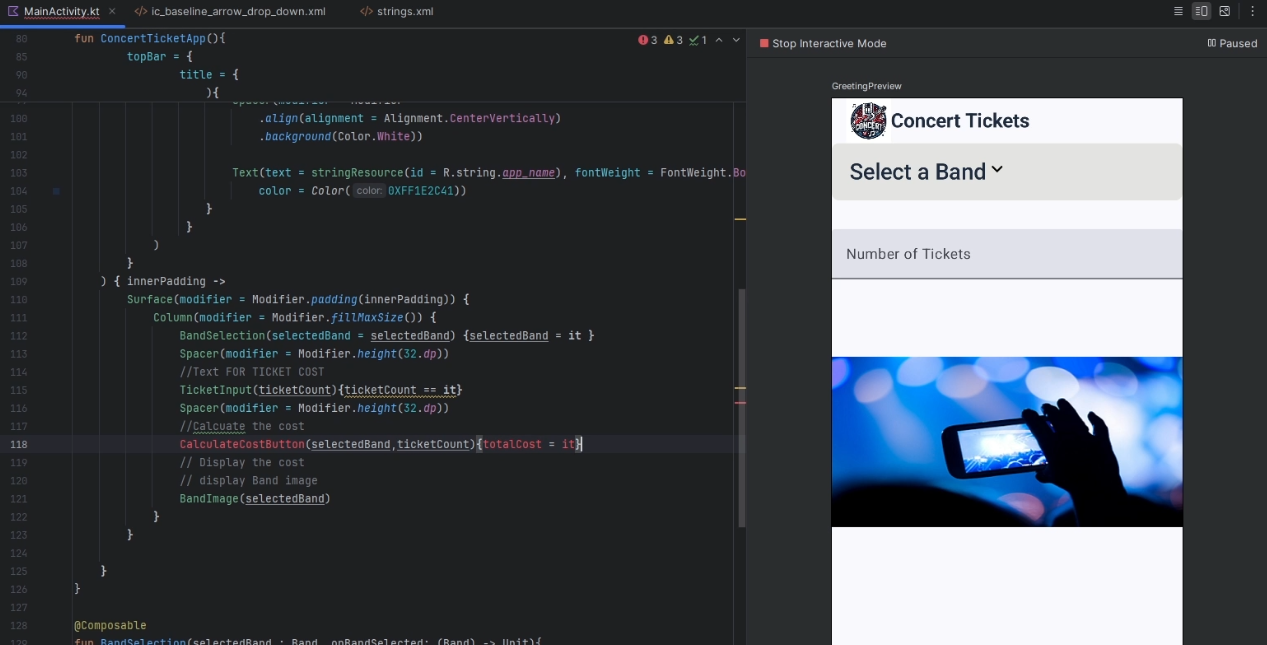 MainActivity.kt
ic_baseline_arrow_drop_down.xml
strings.xml
80 fun ConcertTicketApp(){
3 3 1
85 topBar = {
90 title = {
94 ){
100 .align(alignment = Alignment.CenterVertically)
101 .background(Color.White))
102
103 Text(text = stringResource(id = R.string.app_name), fontWeight = FontWeight.Bo
104 color = Color( color: 0XFF1E2C41))
105 }
106 }
107 )
108 }
109 ) { innerPadding ->
110 Surface(modifier = Modifier.padding(innerPadding)) {
111 Column(modifier = Modifier.fillMaxSize()) {
112 BandSelection(selectedBand = selectedBand) {selectedBand = it }
113 Spacer(modifier = Modifier.height(32.dp))
114 //Text FOR TICKET COST
115 TicketInput(ticketCount){ticketCount == it}
116 Spacer(modifier = Modifier.height(32.dp))
117 //Calcuate the cost
118 CalculateCostButton(selectedBand,ticketCount){totalCost = it}
119 // Display the cost
120 // display Band image
121 BandImage(selectedBand)
122 }
123 }
124
125 }
126 }
127
128 @Composable
129 fun BandSelection(selectedBand : Band, onBandSelected: (Band) -> Unit){
Stop Interactive Mode
Paused
GreetingPreview
CONCERT
Concert Tickets
Select a Band
Number of Tickets